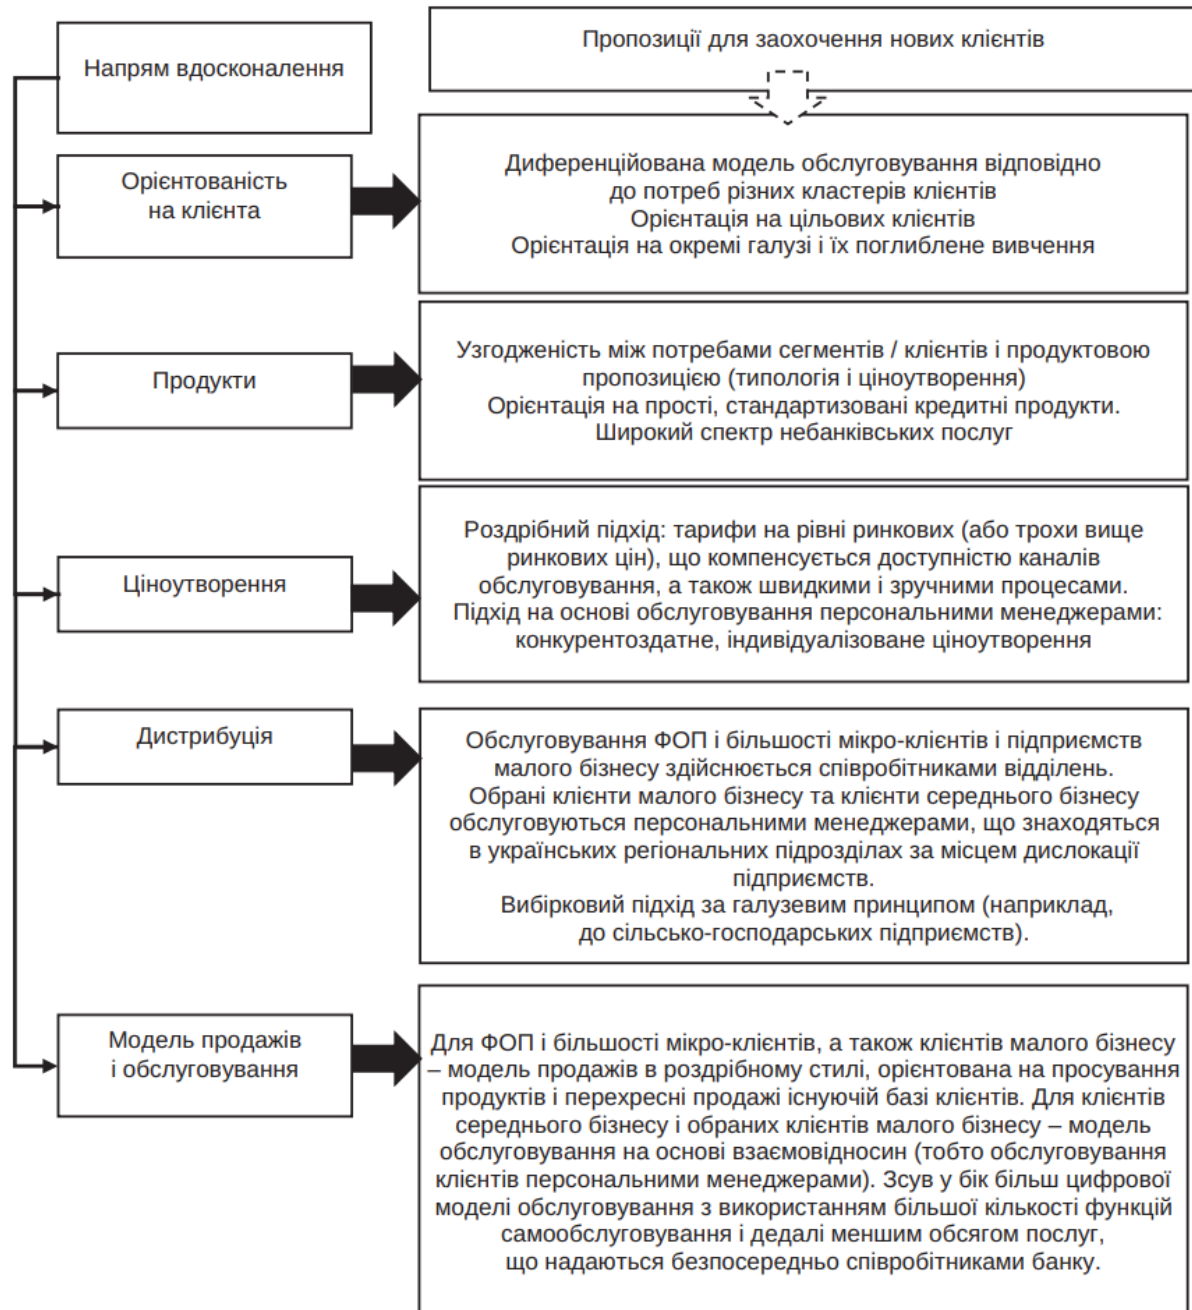 Напрям вдосконалення
Пропозиції для заохочення нових клієнтів
Орієнтованість
на клієнта
Диференційована модель обслуговування відповідно
до потреб різних кластерів клієнтів
Орієнтація на цільових клієнтів
Орієнтація на окремі галузі і їх поглиблене вивчення
Продукти
Узгодженість між потребами сегментів / клієнтів і продуктовою
пропозицією (типологія і ціноутворення)
Орієнтація на прості, стандартизовані кредитні продукти.
Широкий спектр небанківських послуг
Ціноутворення
Роздрібний підхід: тарифи на рівні ринкових (або трохи вище
ринкових цін), що компенсується доступністю каналів
обслуговування, а також швидкими і зручними процесами.
Підхід на основі обслуговування персональними менеджерами:
конкурентоздатне, індивідуалізоване ціноутворення
Дистрибуція
Обслуговування ФОП і більшості мікро-клієнтів і підприємств
малого бізнесу здійснюється співробітниками відділень.
Обрані клієнти малого бізнесу та клієнти середнього бізнесу
обслуговуються персональними менеджерами, що знаходяться
в українських регіональних підрозділах за місцем дислокації
підприємств.
Вибірковий підхід за галузевим принципом (наприклад,
до сільсько-господарських підприємств).
Модель продажів
і обслуговування
Для ФОП і більшості мікро-клієнтів, а також клієнтів малого бізнесу
– модель продажів в роздрібному стилі, орієнтована на просування
продуктів і перехресні продажі існуючій базі клієнтів. Для клієнтів
середнього бізнесу і обраних клієнтів малого бізнесу – модель
обслуговування на основі взаємовідносин (тобто обслуговування
клієнтів персональними менеджерами). Зсув у бік більш цифрової
моделі обслуговування з використанням більшої кількості функцій
самообслуговування і дедалі меншим обсягом послуг,
що надаються безпосередньо співробітниками банку.